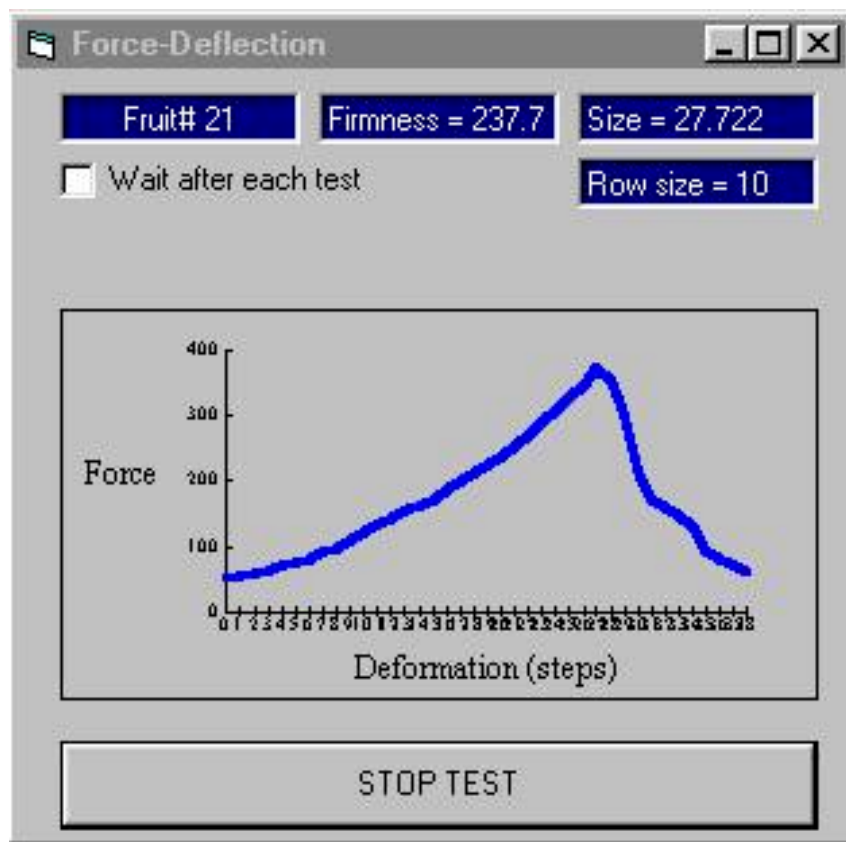 Force-Deflection
Fruit# 21
Firmness = 237.7
Size = 27.722
Wait after each test
Row size = 10
400
300
Force
200
100
0
Deformation (steps)
STOP TEST